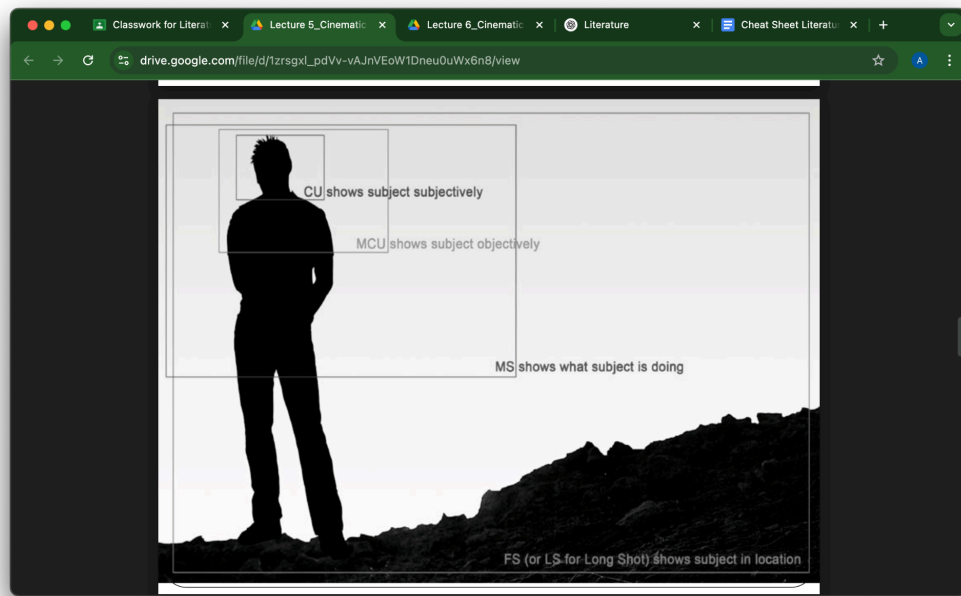 Classwork for Literat
Lecture 5_Cinematic
Lecture 6_Cinematic
Literature
Cheat Sheet Literatu
drive.google.com/file/d/1zrsgxl_pdVv-vAJnVEoW1Dneu0uWx6n8/view
A
CU shows subject subjectively
MCU shows subject objectively
MS shows what subject is doing
FS (or LS for Long Shot) shows subject in location